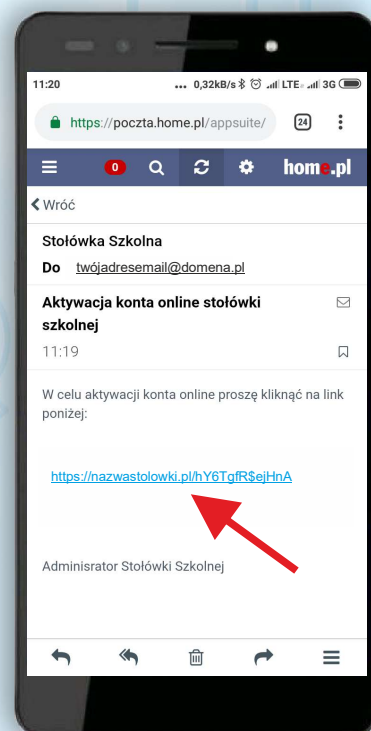 11:20 ... 0,32kB/s LTE 3G
https://poczta.home.pl/appsuite/ 24
0 home.pl
Wróć
Stołówka Szkolna
Do twójadresemail@domena.pl
Aktywacja konta online stołówki
szkolnej
11:19
W celu aktywacji konta online proszę kliknąć na link
poniżej:
https://nazwastolowki.pl/hY6TgfR$ejHnA
Adminisrator Stołówki Szkolnej